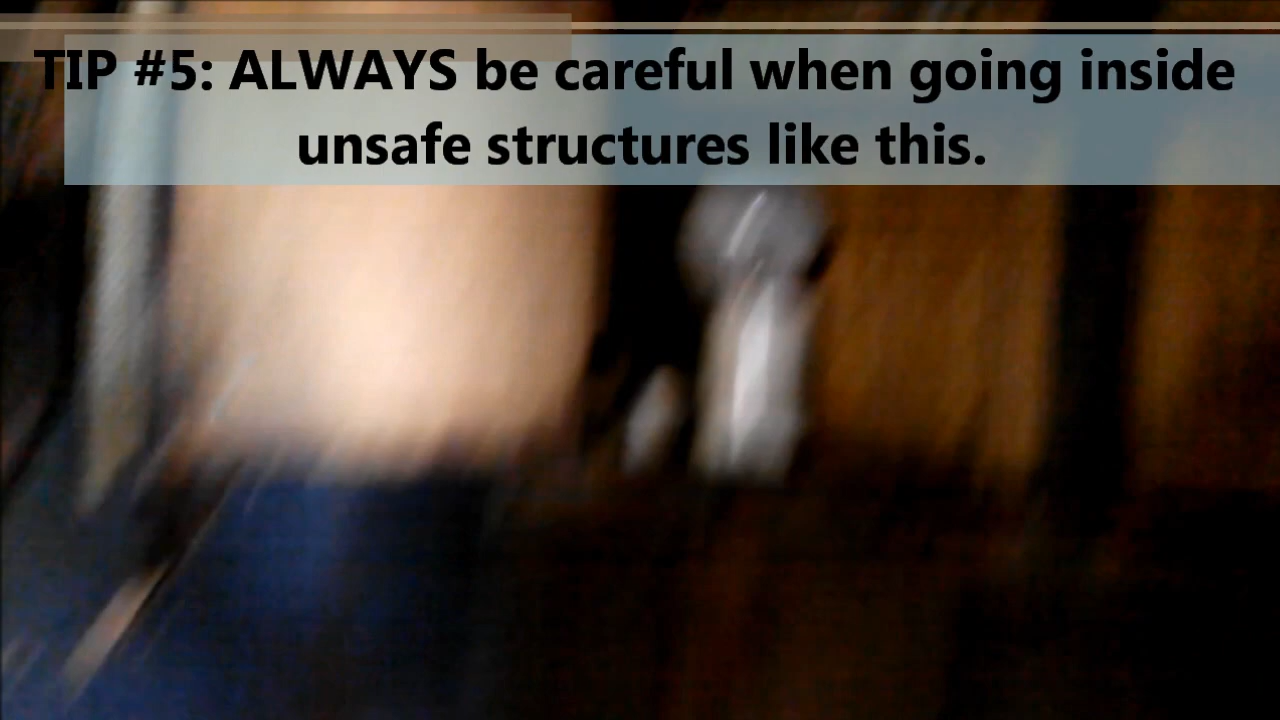 TIP #5: ALWAYS be careful when going inside
unsafe structures like this.